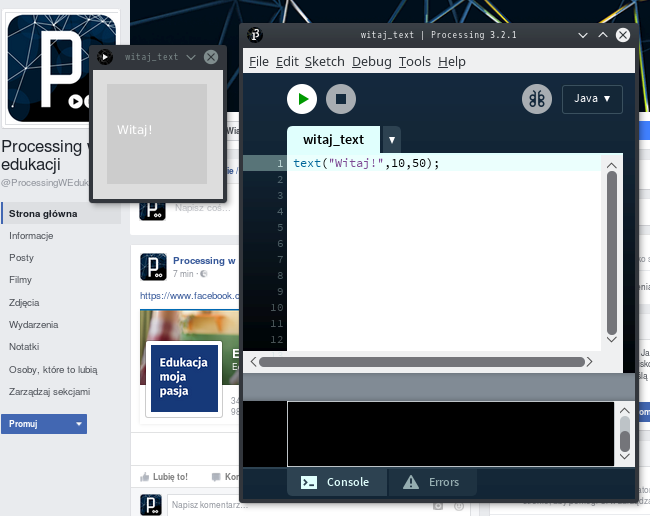 witaj_text
Witaj!
Processing w
edukacji
@ProcessingWEduk
Strona główna
Informacje
Posty
Filmy
Zdjęcia
Wydarzenia
Notatki
Osoby, które to lubią
Zarządzaj sekcjami
Promuj
Napisz coś...
Processing w
7 min
https://www.facebook.c
Edukacja
moja
pasja
Lubię to!
Kom
Napisz komentarz...
witaj_text | Processing 3.2.1
File Edit Sketch Debug Tools Help
Java ▼
witaj_text ▼
1 text("Witaj!",10,50);
2
3
4
5
6
7
8
9
10
11
12
Console
Errors